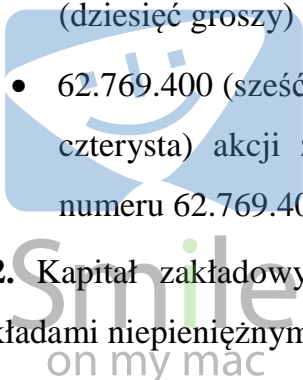 (dziesięć groszy)
• 62.769.400 (sześć
czterysta) akcji
numeru 62.769.40
2. Kapitał zakładowy
kładami niepieniężnym
Smile
on my mac